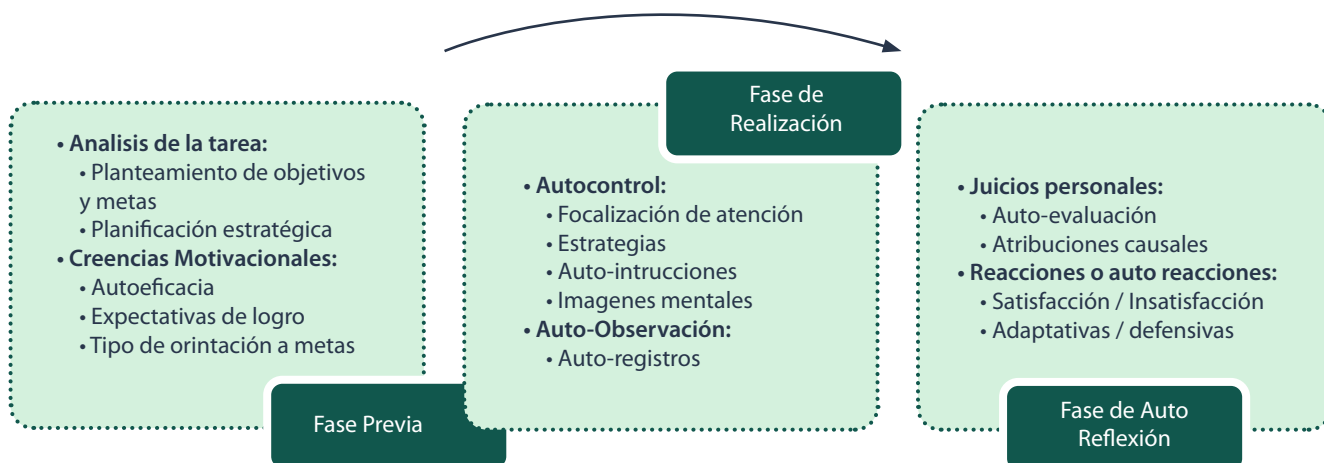 • Analisis de la tarea:
• Planteamiento de objetivos
y metas
• Planificación estratégica
• Creencias Motivacionales:
• Autoeficacia
• Expectativas de logro
• Tipo de orintación a metas
Fase Previa
Fase de
Realización
• Autocontrol:
• Focalización de atención
• Estrategias
• Auto-intrucciones
• Imagenes mentales
• Auto-Observación:
• Auto-registros
• Juicios personales:
• Auto-evaluación
• Atribuciones causales
• Reacciones o auto reacciones:
• Satisfacción / Insatisfacción
• Adaptativas / defensivas
Fase de Auto
Reflexión